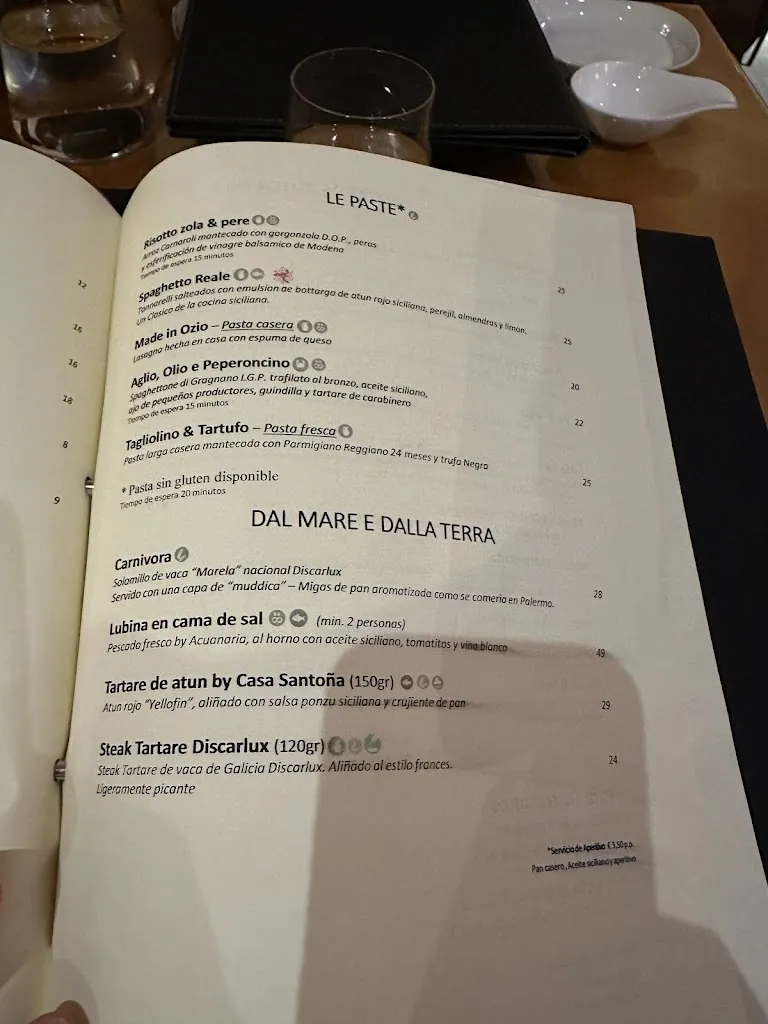 12
16
16
18
8
9
LE PASTE*
Risotto zola & pere
Arroz Carnaroli mantecado con gorgonzola D.O.P., peras
y esferificación de vinagre balsamico de Modena
Tiempo de espera 15 minutos
25
Spaghetto Reale
Tonnarelli salteados con emulsion de bottarga de atun rojo siciliana, perejil, almendras y limon.
Un Clasico de la cocina siciliana.
25
Made in Ozio – Pasta casera
Lasagna hecha en casa con espuma de queso
20
Aglio, Olio e Peperoncino
Spaghettone di Gragnano I.G.P. trafilato al bronzo, aceite siciliano,
ajo de pequeños productores, guindilla y tartare de carabinero
Tiempo de espera 15 minutos
22
Tagliolino & Tartufo – Pasta fresca
Pasta larga casera mantecada con Parmigiano Reggiano 24 meses y trufa Negra
25
* Pasta sin gluten disponible
Tiempo de espera 20 minutos
DAL MARE E DALLA TERRA
Carnivora
Solomillo de vaca “Marela” nacional Discarlux
Servido con una capa de “muddica” – Migas de pan aromatizada como se comeria en Palermo.
28
Lubina en cama de sal (min. 2 personas)
Pescado fresco by Acuanaria, al horno con aceite siciliano, tomatitos y vino blanco
49
Tartare de atun by Casa Santoña (150gr)
Atun rojo “Yellofin”, aliñado con salsa ponzu siciliana y crujiente de pan
29
Steak Tartare Discarlux (120gr)
Steak Tartare de vaca de Galicia Discarlux. Aliñado al estilo frances.
Ligeramente picante
24
*Servicio de Aperitivo € 3,50 p.p.
Pan casero, Aceite siciliano y aperitivo